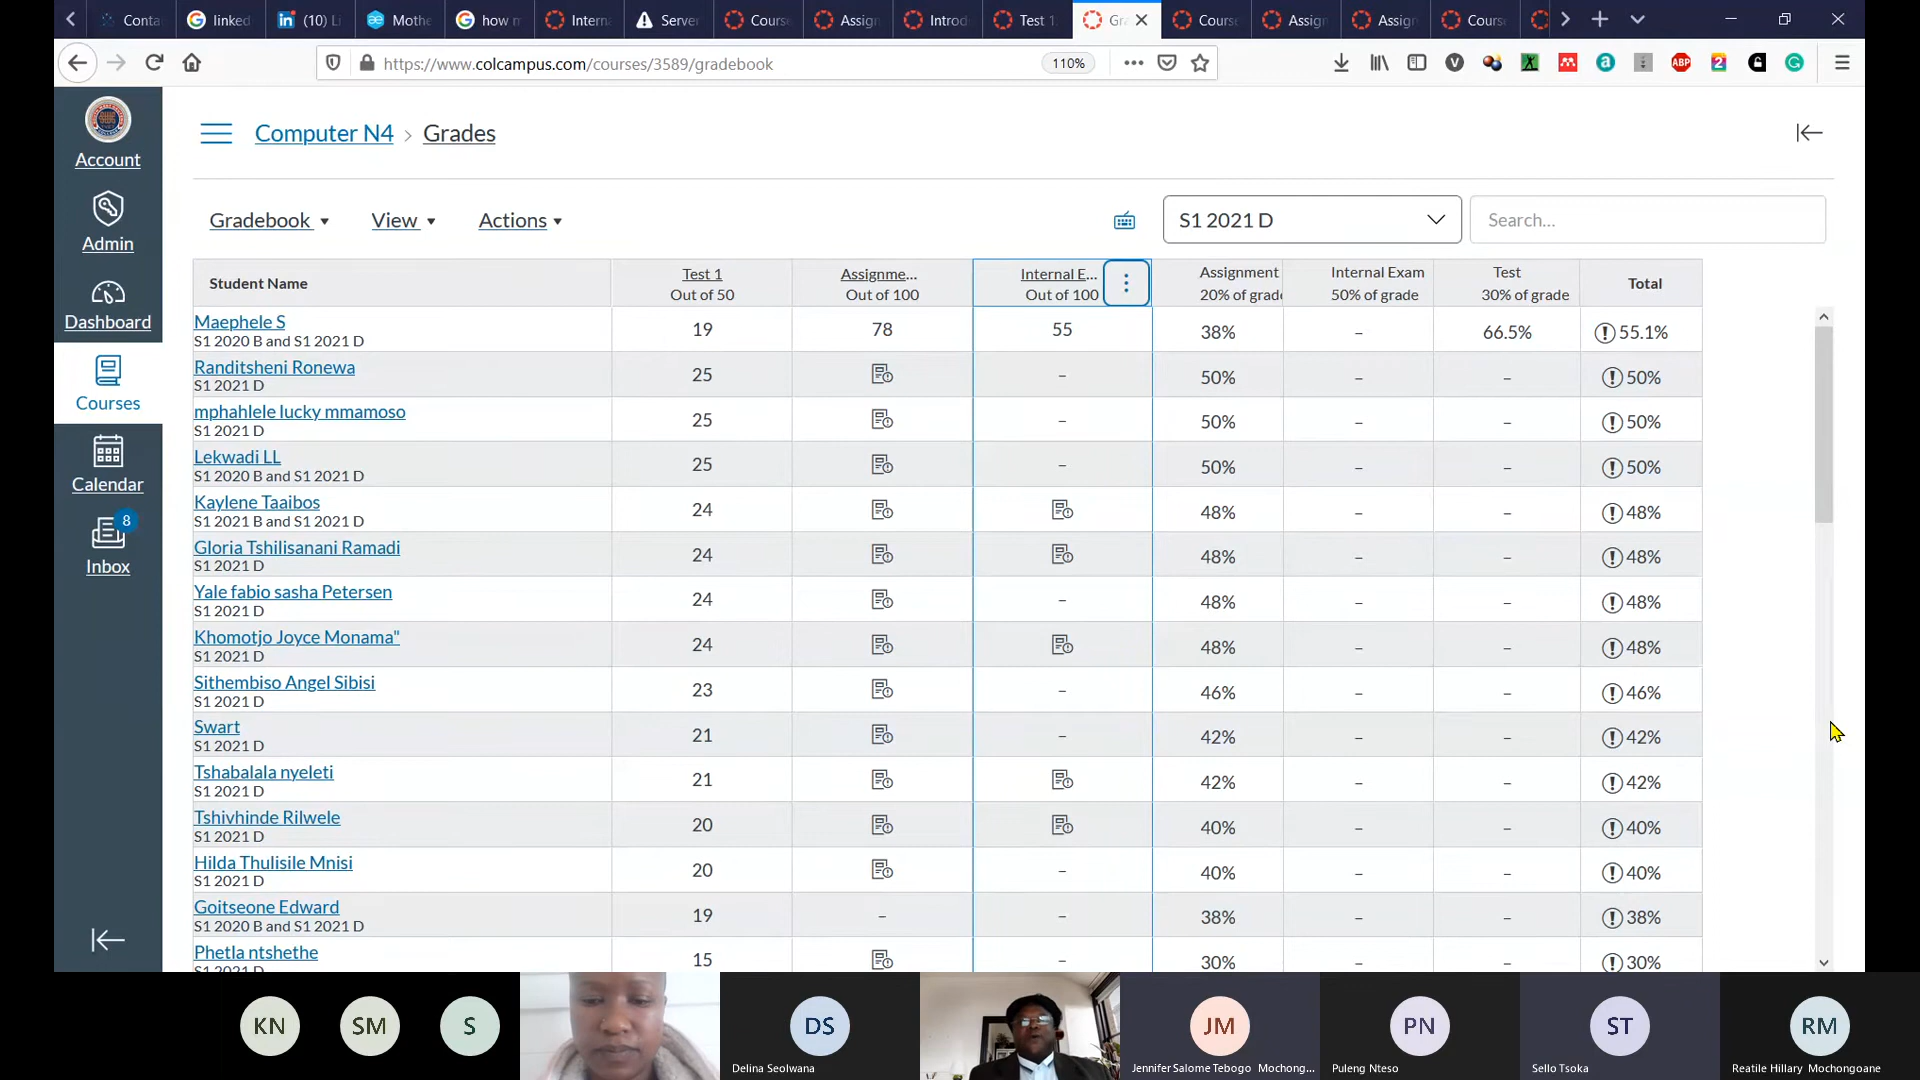 Conta
linked
(10) Li
Mothe
how m
Intern
Server
Course
Assign
Introd
Test 1
Gra
Course
Assign
Assign
Course
https://www.colcampus.com/courses/3589/gradebook
110%
Account
Admin
Dashboard
Courses
Calendar
8
Inbox
Computer N4 > Grades
Gradebook View Actions
S1 2021 D
Search...
Student Name
Test 1
Out of 50
Assignme...
Out of 100
Internal E...
Out of 100
Assignment
20% of grade
Internal Exam
50% of grade
Test
30% of grade
Total
Maephele S 19 78 55 38% – 66.5% 55.1%
S1 2020 B and S1 2021 D
Randitsheni Ronewa 25 – 50% – – 50%
S1 2021 D
mphahlele lucky mmamoso 25 – 50% – – 50%
S1 2021 D
Lekwadi LL 25 – 50% – – 50%
S1 2020 B and S1 2021 D
Kaylene Taaibos 24 48% – – 48%
S1 2021 B and S1 2021 D
Gloria Tshilisanani Ramadi 24 48% – – 48%
S1 2021 D
Yale fabio sasha Petersen 24 – 48% – – 48%
S1 2021 D
Khomotjo Joyce Monama" 24 48% – – 48%
S1 2021 D
Sithembiso Angel Sibisi 23 – 46% – – 46%
S1 2021 D
Swart 21 – 42% – – 42%
S1 2021 D
Tshabalala nyeleti 21 42% – – 42%
S1 2021 D
Tshivhinde Rilwele 20 40% – – 40%
S1 2021 D
Hilda Thulisile Mnisi 20 – 40% – – 40%
S1 2021 D
Goitseone Edward 19 – – 38% – – 38%
S1 2020 B and S1 2021 D
Phetla ntshethe 15 – 30% – – 30%
S1 2021 D
KN
SM
S
DS
Delina Seolwana
JM
Jennifer Salome Tebogo Mochong...
PN
Puleng Nteso
ST
Sello Tsoka
RM
Reatile Hillary Mochongoane